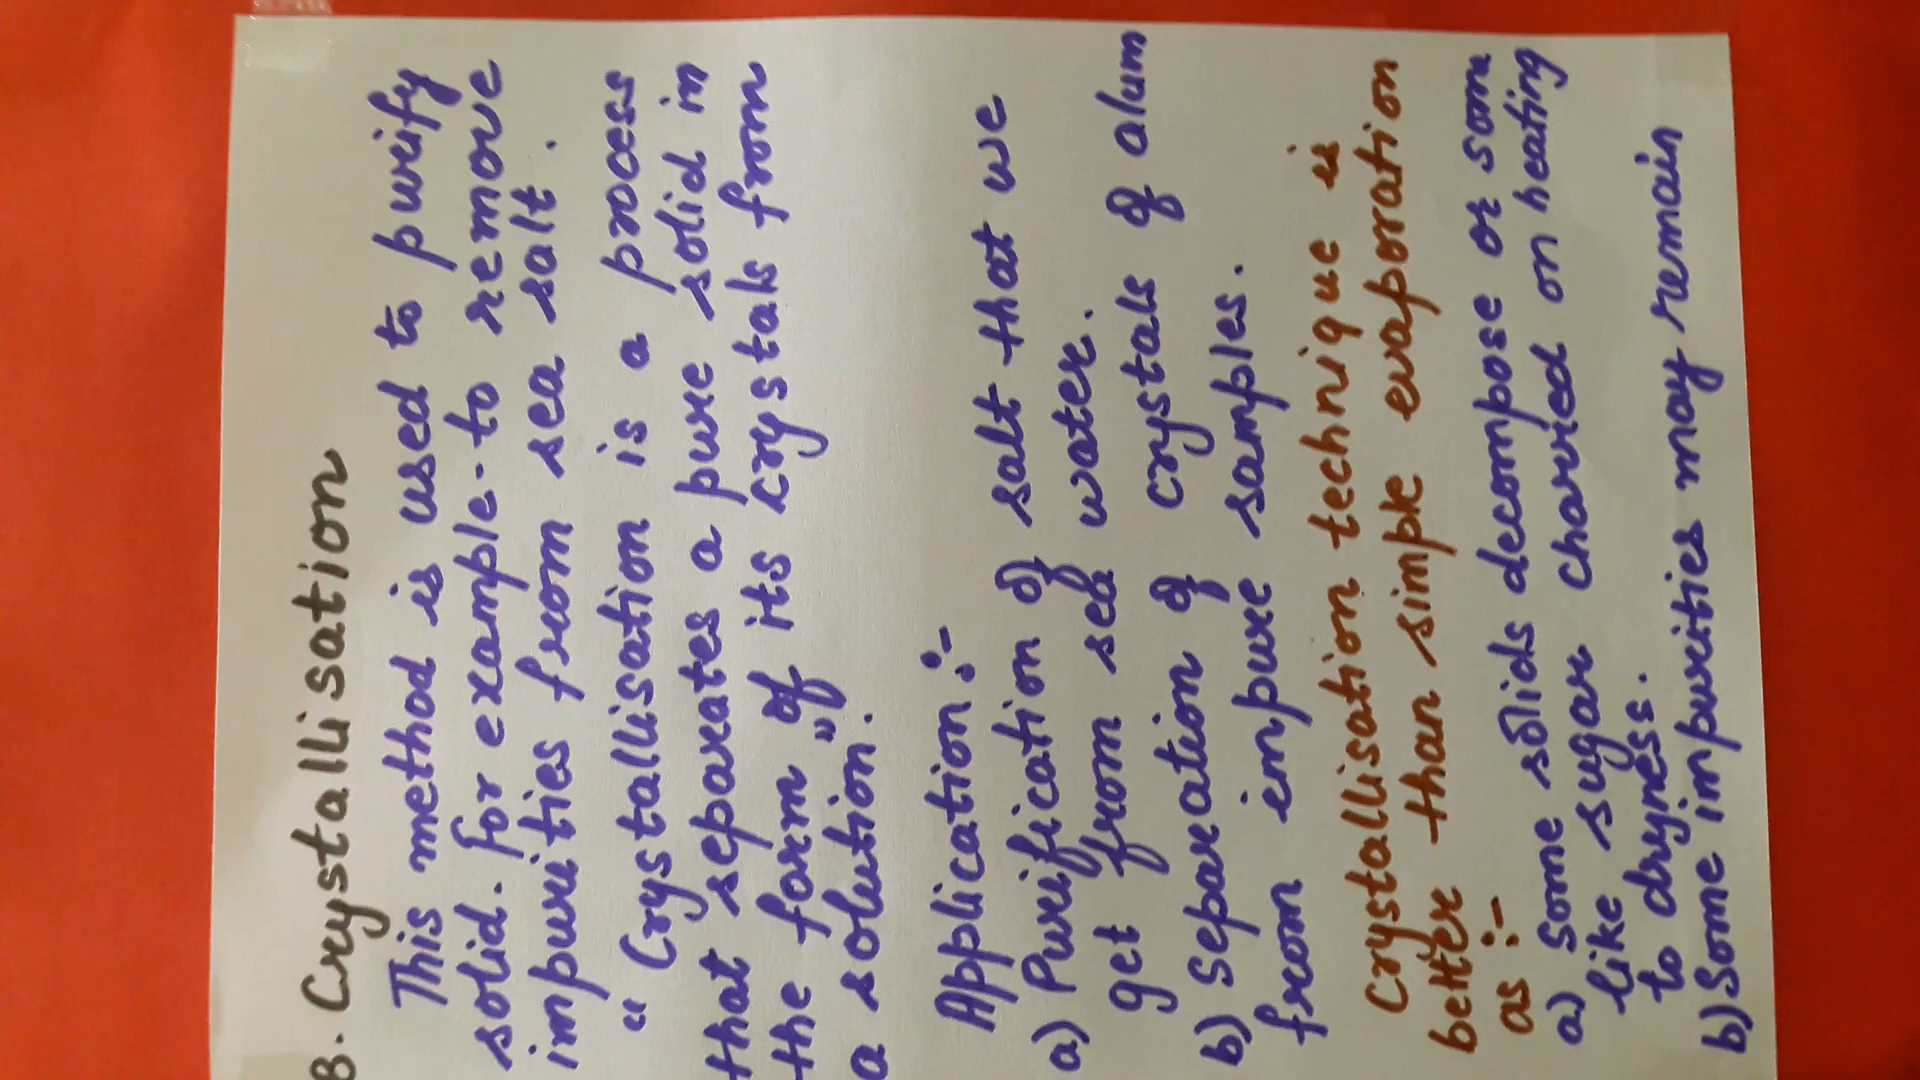 8. Crystallisation
This method is used to purify
solid. For example - to remove
impurities from sea salt.
" Crystallisation is a process
that separates a pure solid in
the form of its crystals from
a solution."
Application :-
a) Purification of salt that we
get from sea water.
b) Separation of crystals of alum
from impure samples.
Crystallisation technique is
better than simple evaporation
as :-
a) Some solids decompose or som
like sugar charred on heating
to dryness.
b) Some impurities may remain